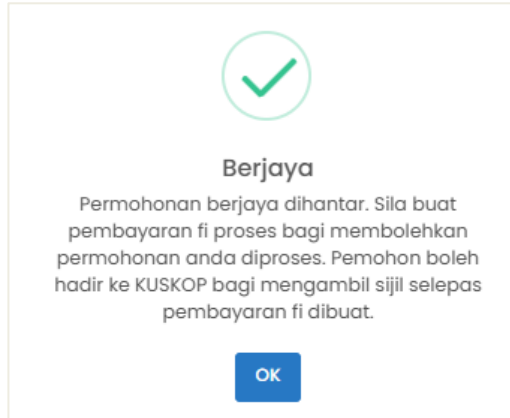 Berjaya
Permohonan berjaya dihantar. Sila buat
pembayaran fi proses bagi membolehkan
permohonan anda diproses. Pemohon boleh
hadir ke KUSKOP bagi mengambil sijil selepas
pembayaran fi dibuat.
OK